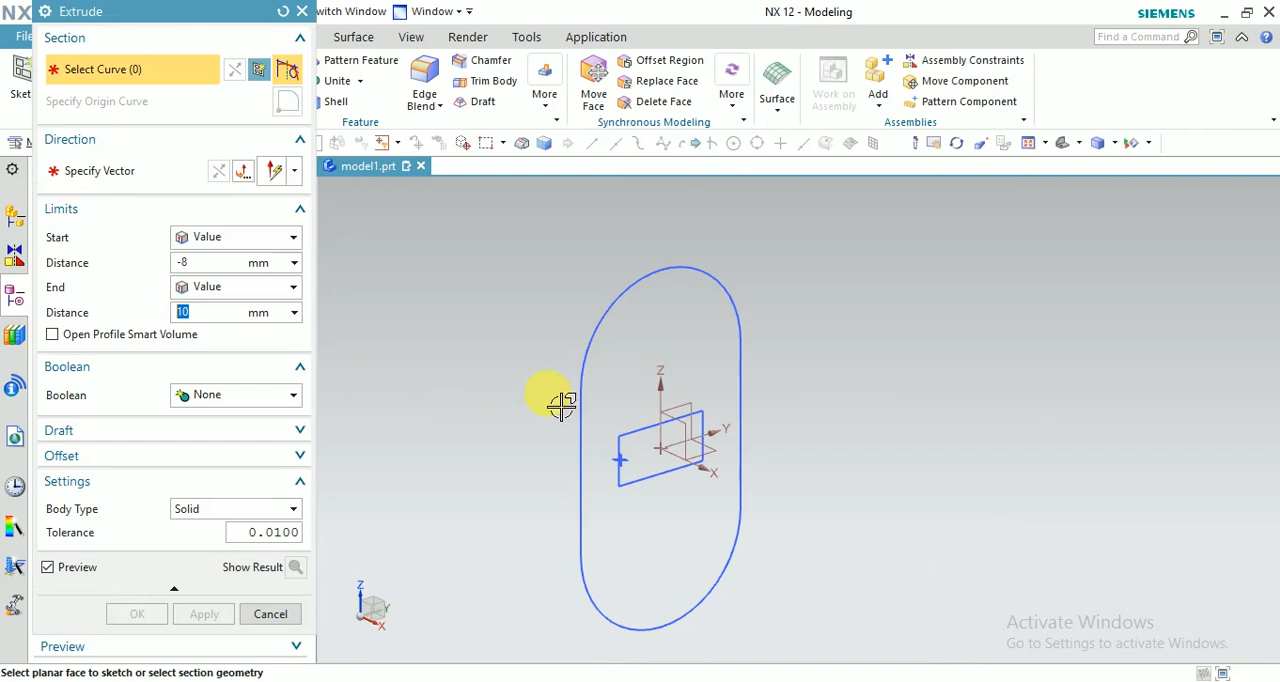 NX Extrude witch Window Window NX 12 - Modeling SIEMENS
File Surface View Render Tools Application Find a Command
Section
* Select Curve (0)
Specify Origin Curve
Direction
* Specify Vector
Limits
Start Value
Distance -8 mm
End Value
Distance 10 mm
Open Profile Smart Volume
Boolean
Boolean None
Draft
Offset
Settings
Body Type Solid
Tolerance 0.0100
Preview Show Result
OK Apply Cancel
Preview
Sket
Pattern Feature
Unite
Shell
Edge
Blend
Chamfer
Trim Body
Draft
More
Feature
Move
Face
Offset Region
Replace Face
Delete Face
More
Synchronous Modeling
Surface
Work on
Assembly
Add
Assembly Constraints
Move Component
Pattern Component
Assemblies
M
model1.prt
Z
Y
X
Z
Y
X
Activate Windows
Go to Settings to activate Windows.
Select planar face to sketch or select section geometry